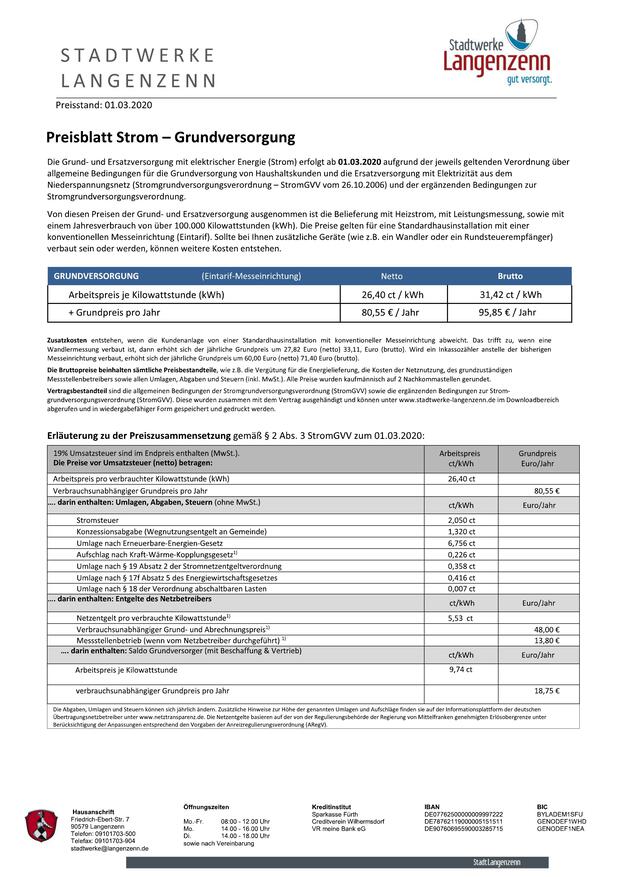 STADTWERKE
LANGENZENN
Stadtwerke
Langenzenn
gut versorgt.
Preisstand: 01.03.2020
Preisblatt Strom – Grundversorgung
Die Grund- und Ersatzversorgung mit elektrischer Energie (Strom) erfolgt ab 01.03.2020 aufgrund der jeweils geltenden Verordnung über
allgemeine Bedingungen für die Grundversorgung von Haushaltskunden und die Ersatzversorgung mit Elektrizität aus dem
Niederspannungsnetz (Stromgrundversorgungsverordnung – StromGVV vom 26.10.2006) und der ergänzenden Bedingungen zur
Stromgrundversorgungsverordnung.
Von diesen Preisen der Grund- und Ersatzversorgung ausgenommen ist die Belieferung mit Heizstrom, mit Leistungsmessung, sowie mit
einem Jahresverbrauch von über 100.000 Kilowattstunden (kWh). Die Preise gelten für eine Standardhausinstallation mit einer
konventionellen Messeinrichtung (Eintarif). Sollte bei Ihnen zusätzliche Geräte (wie z.B. ein Wandler oder ein Rundsteuerempfänger)
verbaut sein oder werden, können weitere Kosten entstehen.
GRUNDVERSORGUNG (Eintarif-Messeinrichtung) Netto Brutto
Arbeitspreis je Kilowattstunde (kWh) 26,40 ct / kWh 31,42 ct / kWh
+ Grundpreis pro Jahr 80,55 € / Jahr 95,85 € / Jahr
Zusatzkosten entstehen, wenn die Kundenanlage von einer Standardhausinstallation mit konventioneller Messeinrichtung abweicht. Das trifft zu, wenn eine
Wandlermessung verbaut ist, dann erhöht sich der jährliche Grundpreis um 27,82 Euro (netto) 33,11, Euro (brutto). Wird ein Inkassozähler anstelle der bisherigen
Messeinrichtung verbaut, erhöht sich der jährliche Grundpreis um 60,00 Euro (netto) 71,40 Euro (brutto).
Die Bruttopreise beinhalten sämtliche Preisbestandteile, wie z.B. die Vergütung für die Energielieferung, die Kosten der Netznutzung, des grundzuständigen
Messstellenbetreibers sowie allen Umlagen, Abgaben und Steuern (inkl. MwSt.). Alle Preise wurden kaufmännisch auf 2 Nachkommastellen gerundet.
Vertragsbestandteil sind die allgemeinen Bedingungen der Stromgrundversorgungsverordnung (StromGVV) sowie die ergänzenden Bedingungen zur Strom-
grundversorgungsverordnung (StromGVV). Diese wurden zusammen mit dem Vertrag ausgehändigt und können unter www.stadtwerke-langenzenn.de im Downloadbereich
abgerufen und in wiedergabefähiger Form gespeichert und gedruckt werden.
Erläuterung zu der Preiszusammensetzung gemäß § 2 Abs. 3 StromGVV zum 01.03.2020:
19% Umsatzsteuer sind im Endpreis enthalten (MwSt.). Arbeitspreis Grundpreis
Die Preise vor Umsatzsteuer (netto) betragen: ct/kWh Euro/Jahr
Arbeitspreis pro verbrauchter Kilowattstunde (kWh) 26,40 ct
Verbrauchsunabhängiger Grundpreis pro Jahr 80,55 €
.... darin enthalten: Umlagen, Abgaben, Steuern (ohne MwSt.) ct/kWh Euro/Jahr
Stromsteuer 2,050 ct
Konzessionsabgabe (Wegnutzungsentgelt an Gemeinde) 1,320 ct
Umlage nach Erneuerbare-Energien-Gesetz 6,756 ct
Aufschlag nach Kraft-Wärme-Kopplungsgesetz1) 0,226 ct
Umlage nach § 19 Absatz 2 der Stromnetzentgeltverordnung 0,358 ct
Umlage nach § 17f Absatz 5 des Energiewirtschaftsgesetzes 0,416 ct
Umlage nach § 18 der Verordnung abschaltbaren Lasten 0,007 ct
.... darin enthalten: Entgelte des Netzbetreibers ct/kWh Euro/Jahr
Netzentgelt pro verbrauchte Kilowattstunde1) 5,53 ct
Verbrauchsunabhängiger Grund- und Abrechnungspreis1) 48,00 €
Messstellenbetrieb (wenn vom Netzbetreiber durchgeführt) 1) 13,80 €
.... darin enthalten: Saldo Grundversorger (mit Beschaffung & Vertrieb) ct/kWh Euro/Jahr
Arbeitspreis je Kilowattstunde 9,74 ct
verbrauchsunabhängiger Grundpreis pro Jahr 18,75 €
Die Abgaben, Umlagen und Steuern können sich jährlich ändern. Zusätzliche Hinweise zur Höhe der genannten Umlagen und Aufschläge finden sie auf der Informationsplattform der deutschen
Übertragungsnetzbetreiber unter www.netztransparenz.de. Die Netzentgelte basieren auf der von der Regulierungsbehörde der Regierung von Mittelfranken genehmigten Erlösobergrenze unter
Berücksichtigung der Anpassungen entsprechend den Vorgaben der Anreizregulierungsverordnung (ARegV).
Hausanschrift
Friedrich-Ebert-Str. 7
90579 Langenzenn
Telefon: 09101703-500
Telefax: 09101703-904
stadtwerke@langenzenn.de
Öffnungszeiten
Mo.-Fr. 08:00 - 12.00 Uhr
Mo. 14.00 - 16.00 Uhr
Di. 14.00 - 18.00 Uhr
sowie nach Vereinbarung
Kreditinstitut
Sparkasse Fürth
Creditverein Wilhermsdorf
VR meine Bank eG
IBAN
DE07762500000009997222
DE78762119000005151511
DE90760695590003285715
BIC
BYLADEM1SFU
GENODEF1WHD
GENODEF1NEA
Stadt Langenzenn